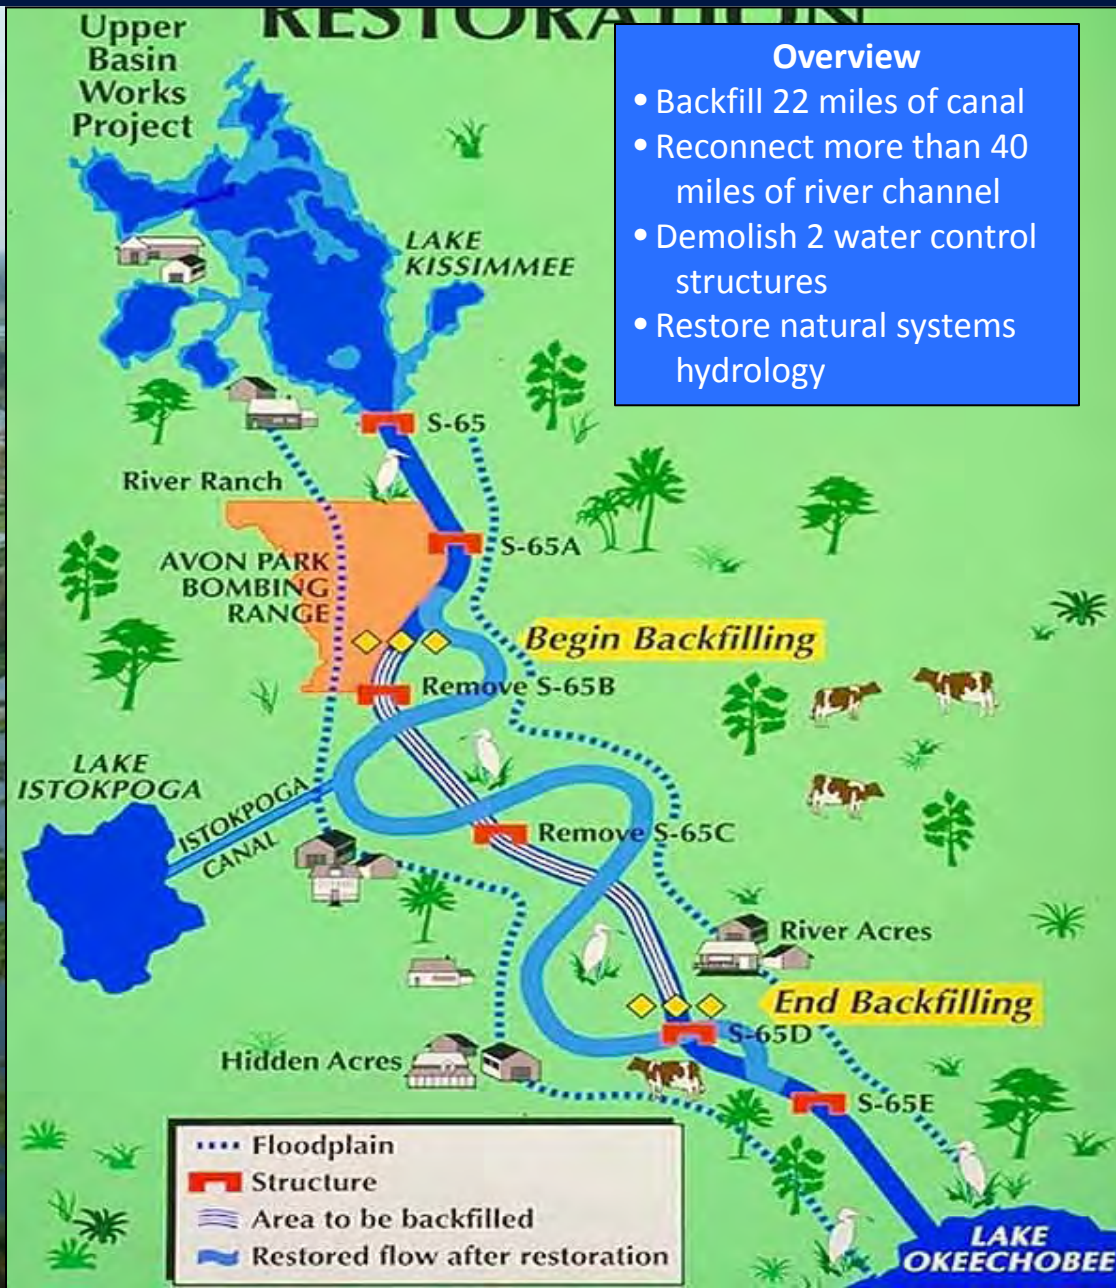 RESTORATION
Upper
Basin
Works
Project
Overview
• Backfill 22 miles of canal
• Reconnect more than 40
miles of river channel
• Demolish 2 water control
structures
• Restore natural systems
hydrology
LAKE
KISSIMMEE
S-65
River Ranch
S-65A
AVON PARK
BOMBING
RANGE
Begin Backfilling
Remove S-65B
LAKE
ISTOKPOGA
ISTOKPOGA
CANAL
Remove S-65C
River Acres
End Backfilling
S-65D
Hidden Acres
S-65E
Floodplain
Structure
Area to be backfilled
Restored flow after restoration
LAKE
OKEECHOBEE